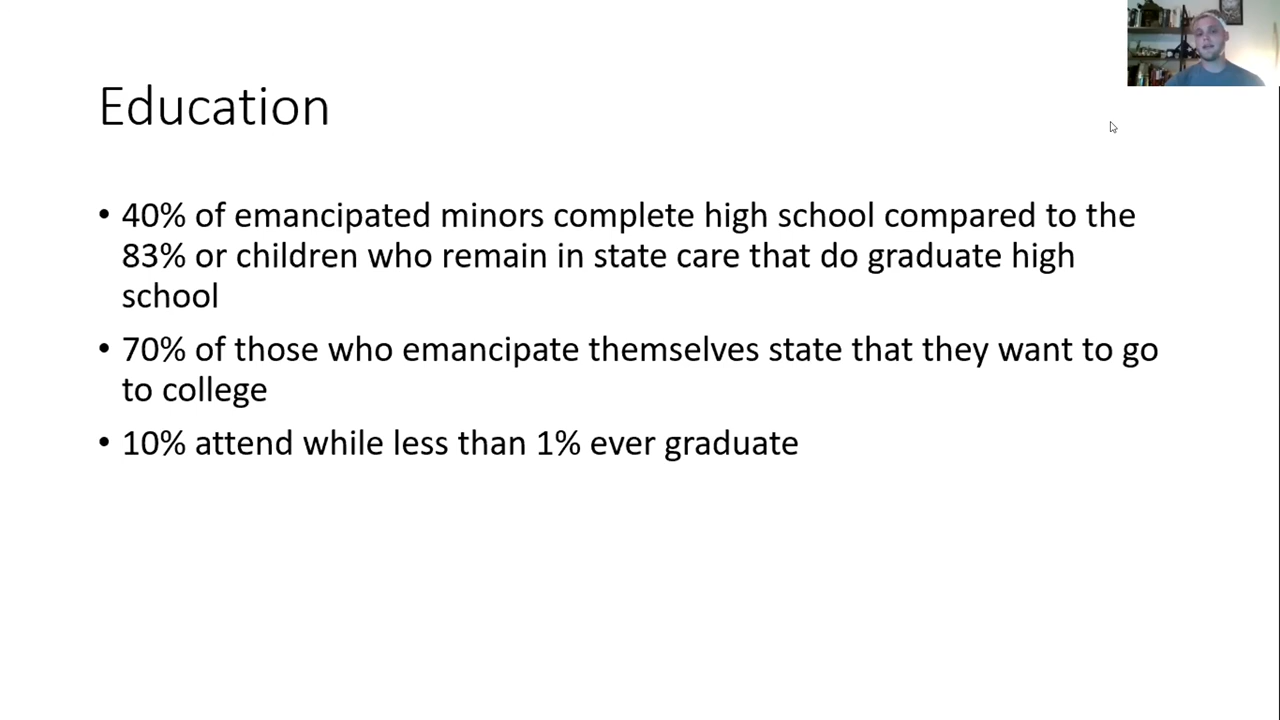 Education
• 40% of emancipated minors complete high school compared to the
83% or children who remain in state care that do graduate high
school
• 70% of those who emancipate themselves state that they want to go
to college
• 10% attend while less than 1% ever graduate